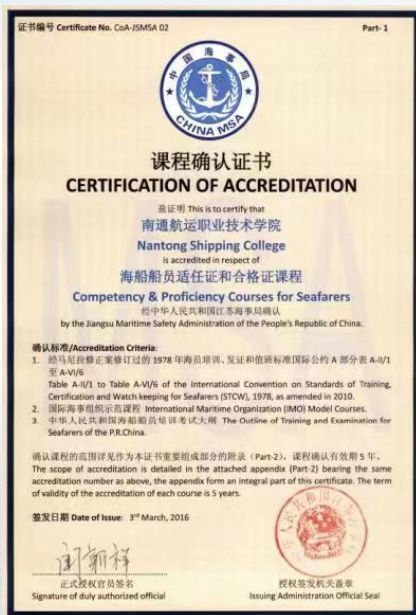 证书编号 Certificate No. CoA-JSMSA 02
Part- 1
中国海事局
CHINA MSA
课程确认证书
CERTIFICATION OF ACCREDITATION
兹证明 This is to certify that
南通航运职业技术学院
Nantong Shipping College
is accredited in respect of
海船船员适任证和合格证课程
Competency & Proficiency Courses for Seafarers
经中华人民共和国江苏海事局确认
by the Jiangsu Maritime Safety Administration of the People's Republic of China.
确认标准/Accreditation Criteria:
1. 经马尼拉修正案修订过的 1978 年海员培训、发证和值班标准国际公约 A 部分表 A-II/1
至 A-VI/6
Table A-II/1 to Table A-VI/6 of the International Convention on Standards of Training,
Certification and Watch keeping for Seafarers (STCW), 1978, as amended in 2010.
2. 国际海事组织示范课程 International Maritime Organization (IMO) Model Courses.
3. 中华人民共和国海船船员培训考试大纲 The Outline of Training and Examination for
Seafarers of the P.R.China.
确认课程的范围详见作为本证书重要组成部分的附录（Part-2）。课程确认有效期 5 年。
The scope of accreditation is detailed in the attached appendix (Part-2) bearing the same
accreditation number as above, the appendix form an integral part of this certificate. The term
of validity of the accreditation of each course is 5 years.
签发日期 Date of Issue: 3rd March, 2016
正式授权官员签名
Signature of duly authorized official
授权签发机关盖章
Issuing Administration Official Seal